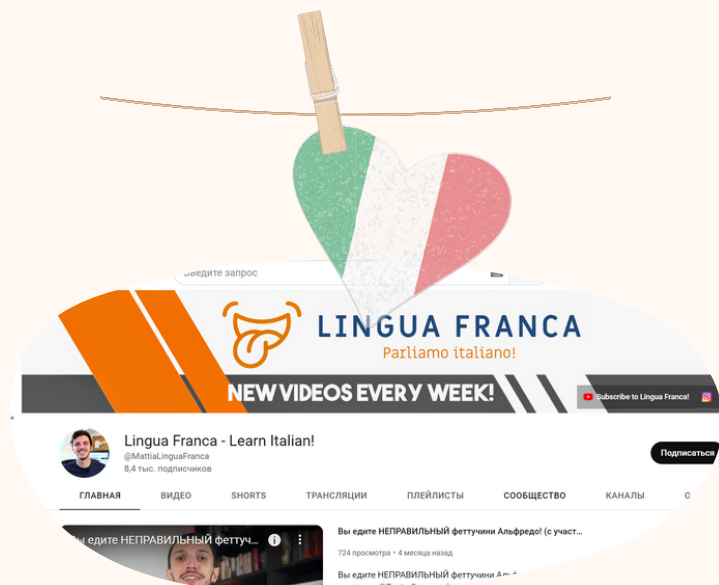 Введите запрос
LINGUA FRANCA
Parliamo italiano!
NEW VIDEOS EVERY WEEK!
Subscribe to Lingua Franca!
Lingua Franca - Learn Italian!
@MattiaLinguaFranca
8,4 тыс. подписчиков
Подписаться
ГЛАВНАЯ ВИДЕО SHORTS ТРАНСЛЯЦИИ ПЛЕЙЛИСТЫ СООБЩЕСТВО КАНАЛЫ
Вы едите НЕПРАВИЛЬНЫЙ феттуч...
Вы едите НЕПРАВИЛЬНЫЙ феттучини Альфредо! (с участ...
724 просмотра • 4 месяца назад
Вы едите НЕПРАВИЛЬНЫЙ феттучини